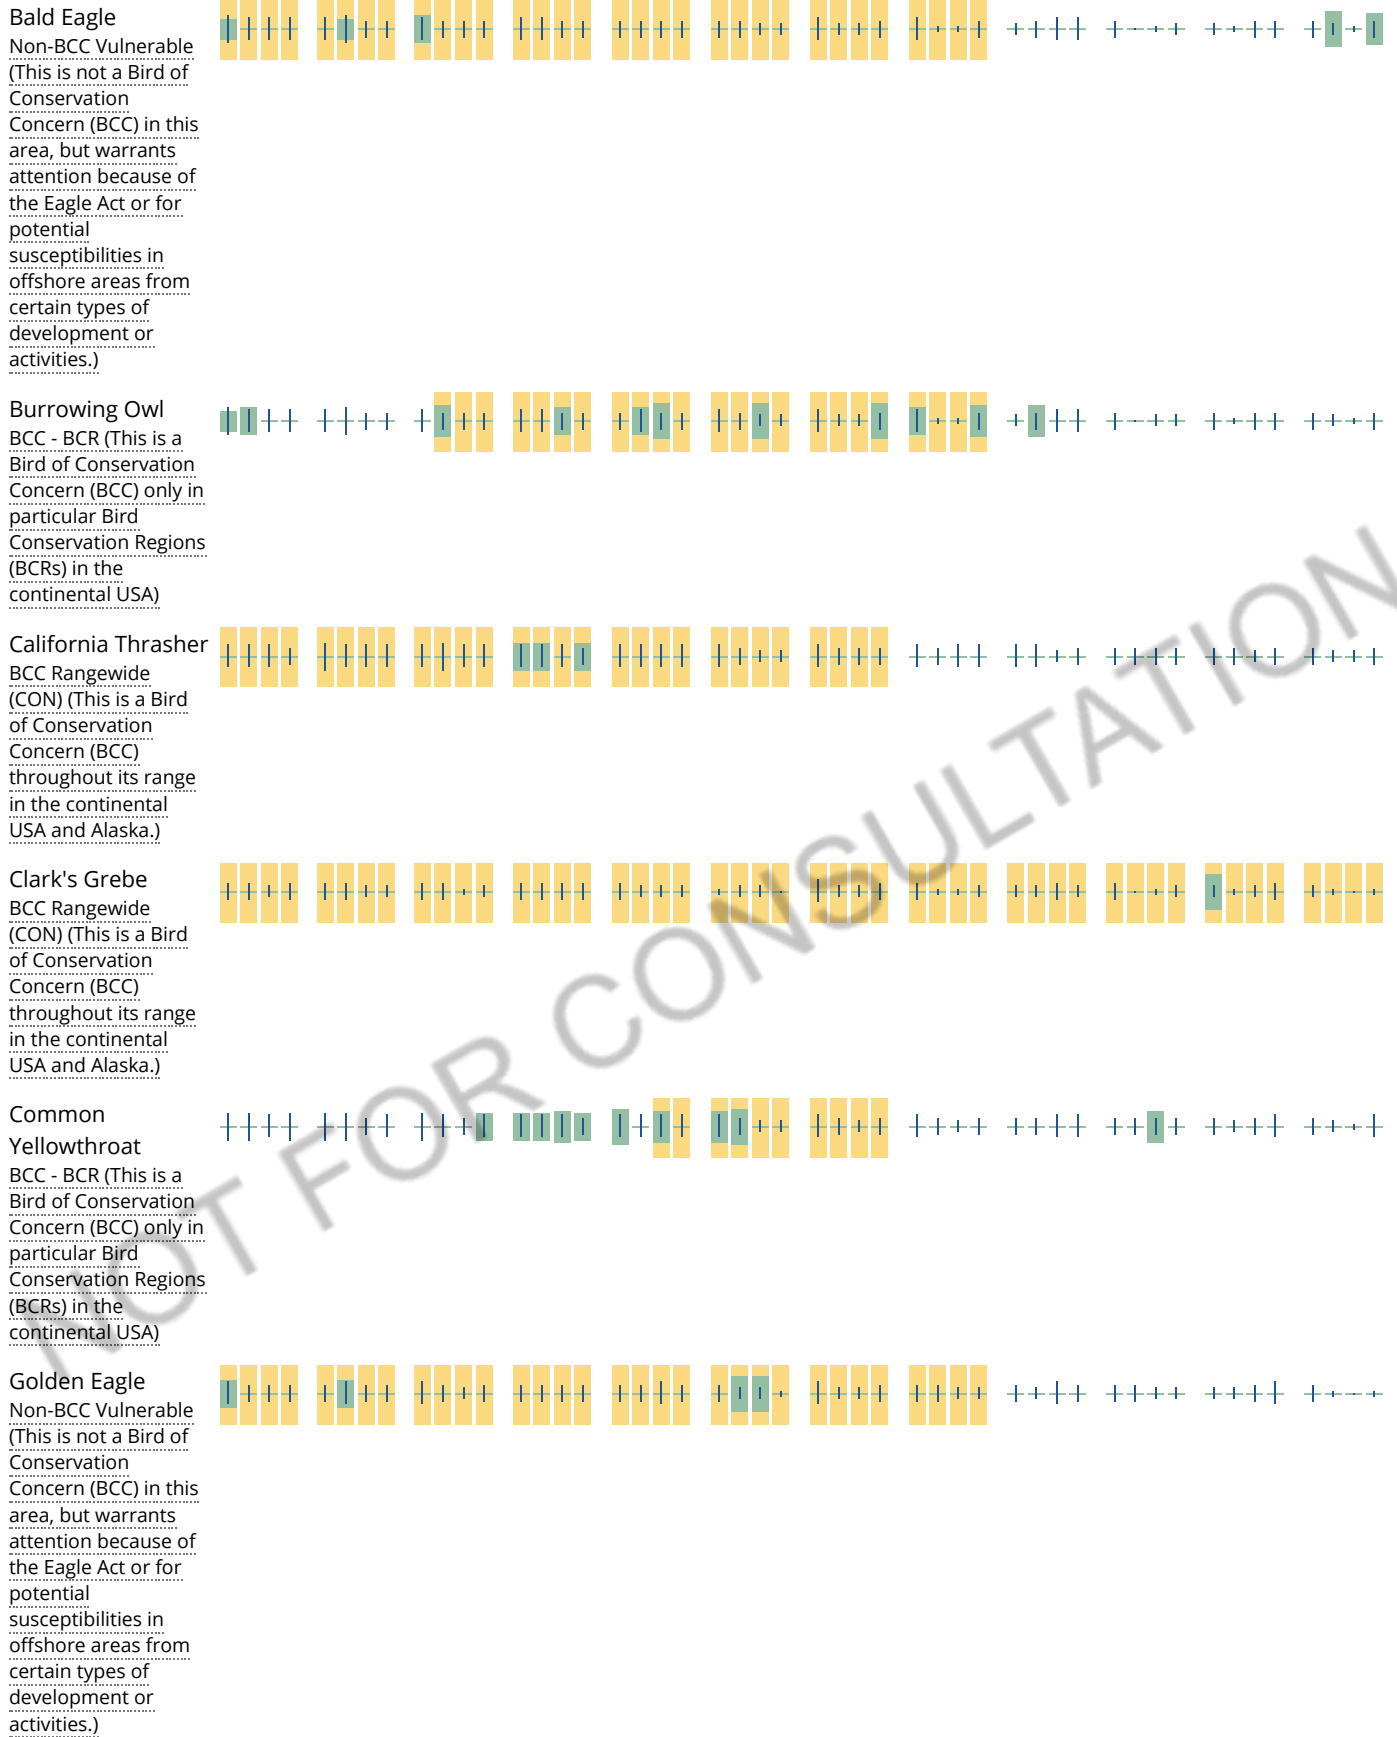 Bald Eagle
Non-BCC Vulnerable
(This is not a Bird of
Conservation
Concern (BCC) in this
area, but warrants
attention because of
the Eagle Act or for
potential
susceptibilities in
offshore areas from
certain types of
development or
activities.)
Burrowing Owl
BCC - BCR (This is a
Bird of Conservation
Concern (BCC) only in
particular Bird
Conservation Regions
(BCRs) in the
continental USA)
California Thrasher
BCC Rangewide
(CON) (This is a Bird
of Conservation
Concern (BCC)
throughout its range
in the continental
USA and Alaska.)
Clark's Grebe
BCC Rangewide
(CON) (This is a Bird
of Conservation
Concern (BCC)
throughout its range
in the continental
USA and Alaska.)
Common
Yellowthroat
BCC - BCR (This is a
Bird of Conservation
Concern (BCC) only in
particular Bird
Conservation Regions
(BCRs) in the
continental USA)
Golden Eagle
Non-BCC Vulnerable
(This is not a Bird of
Conservation
Concern (BCC) in this
area, but warrants
attention because of
the Eagle Act or for
potential
susceptibilities in
offshore areas from
certain types of
development or
activities.)
NOT FOR CONSULTATION